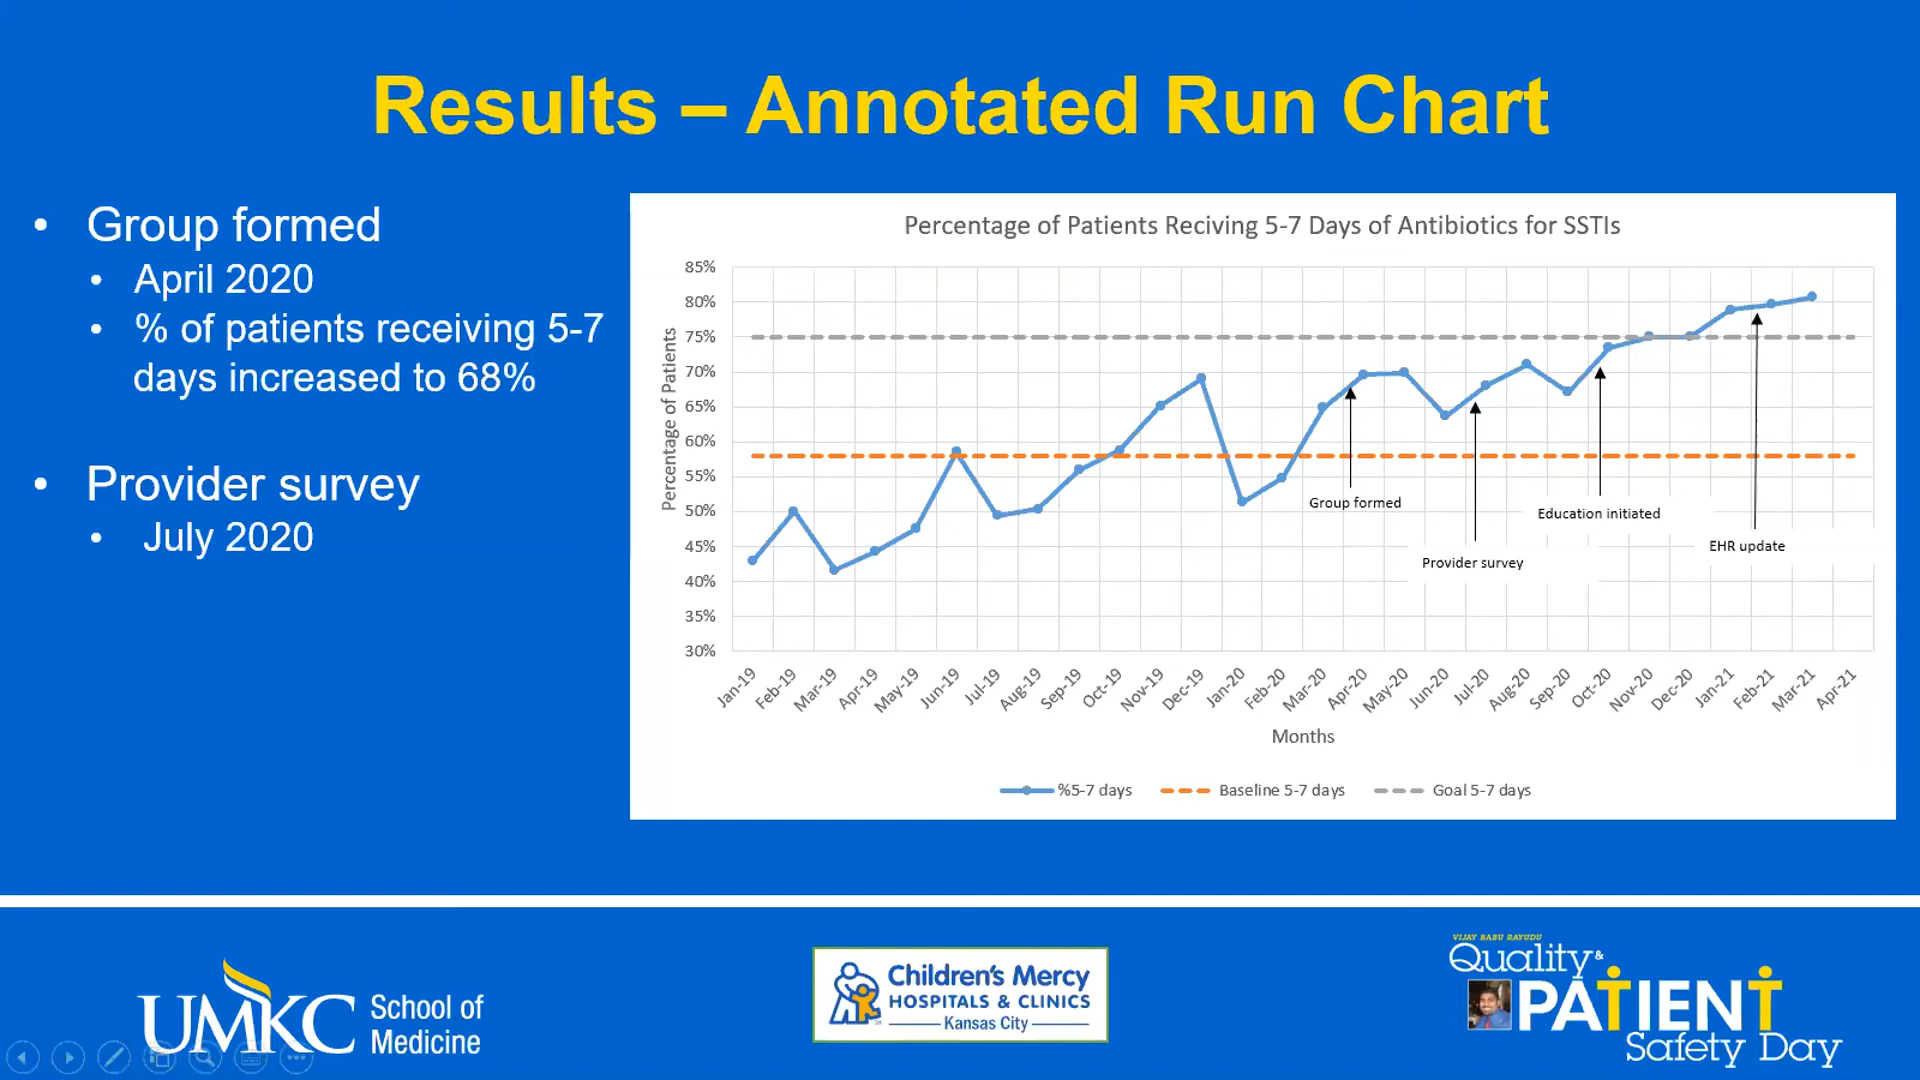 Results – Annotated Run Chart
• Group formed
• April 2020
• % of patients receiving 5-7
days increased to 68%
• Provider survey
• July 2020
Percentage of Patients Reciving 5-7 Days of Antibiotics for SSTIs
Percentage of Patients
85%
80%
75%
70%
65%
60%
55%
50%
45%
40%
35%
30%
Group formed
Provider survey
Education initiated
EHR update
Jan-19 Feb-19 Mar-19 Apr-19 May-19 Jun-19 Jul-19 Aug-19 Sep-19 Oct-19 Nov-19 Dec-19 Jan-20 Feb-20 Mar-20 Apr-20 May-20 Jun-20 Jul-20 Aug-20 Sep-20 Oct-20 Nov-20 Dec-20 Jan-21 Feb-21 Mar-21 Apr-21
Months
%5-7 days Baseline 5-7 days Goal 5-7 days
UMKC School of
Medicine
Children's Mercy
HOSPITALS & CLINICS
Kansas City
VIJAY BABU RAYUDU
Quality &
PATIENT
Safety Day